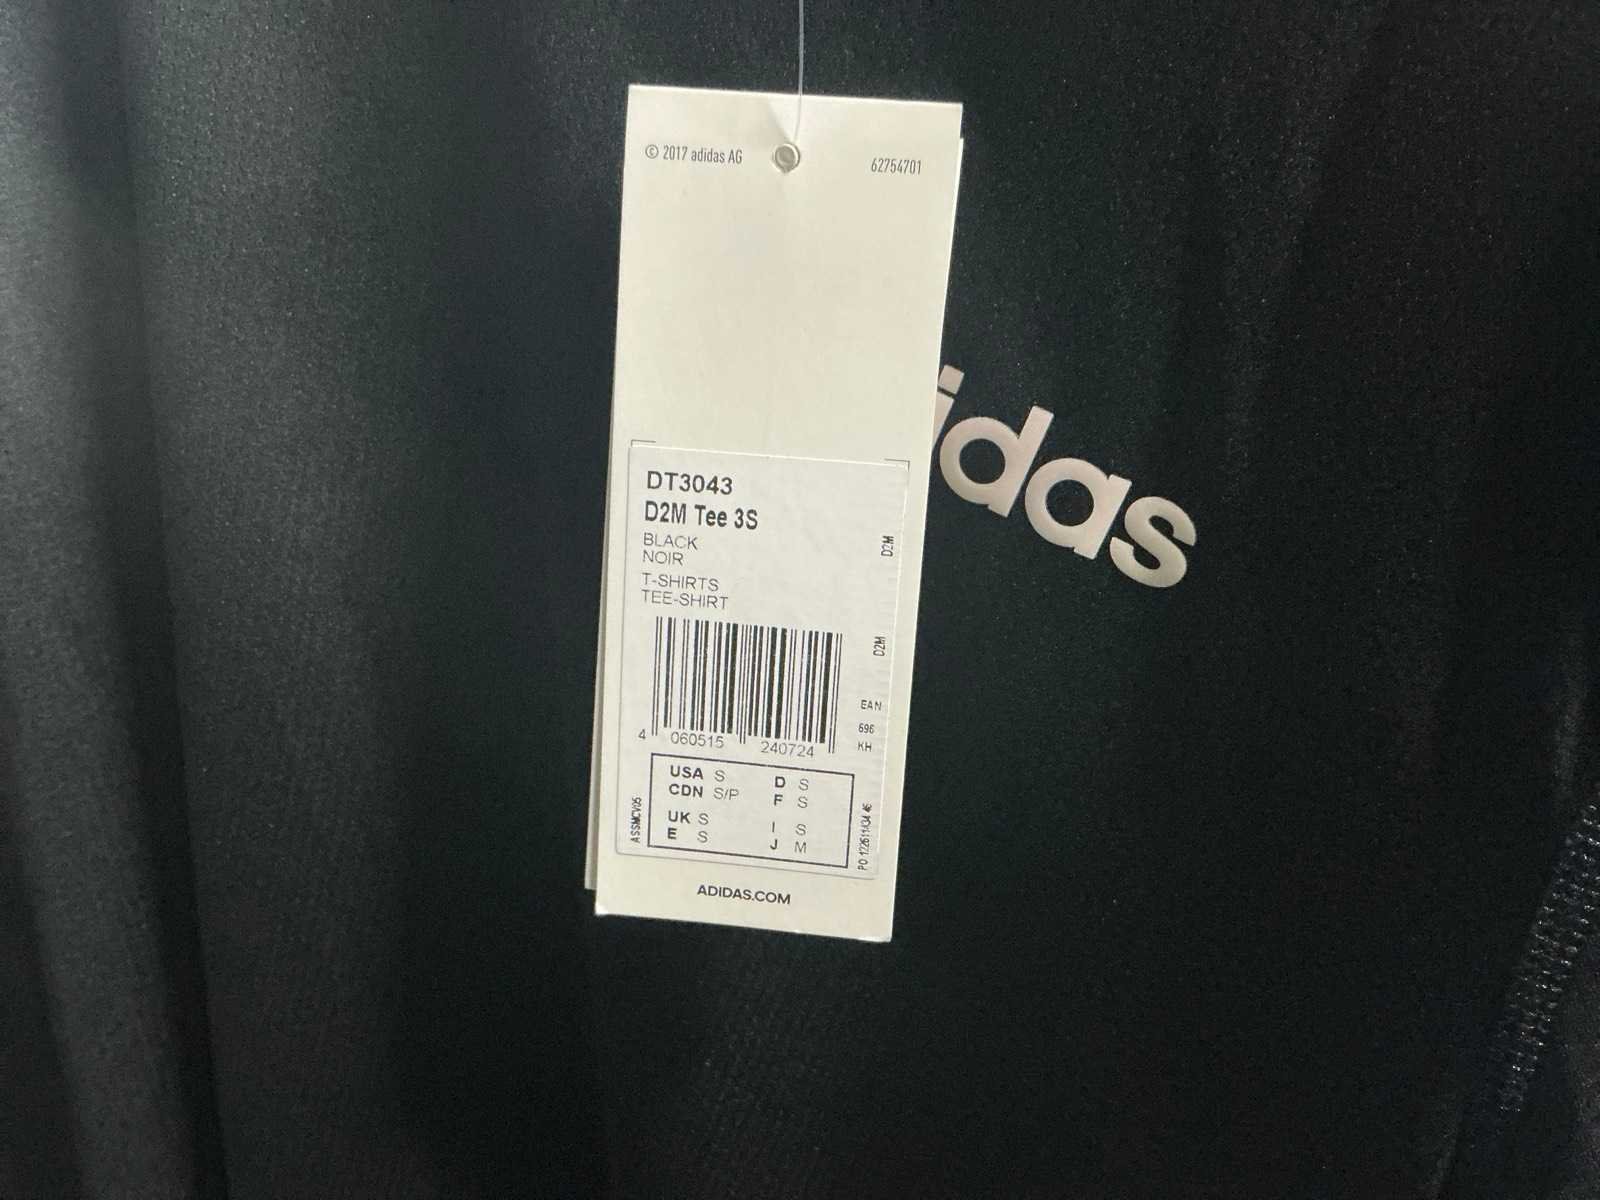 © 2017 adidas AG
62754701
idas
DT3043
D2M Tee 3S
BLACK
NOIR
T-SHIRTS
TEE-SHIRT
D2M
D2M
EAN
696
KH
4 060515 240724
USA S D S
CDN S/P F S
UK S I S
E S J M
ASSMCV05
ADIDAS.COM